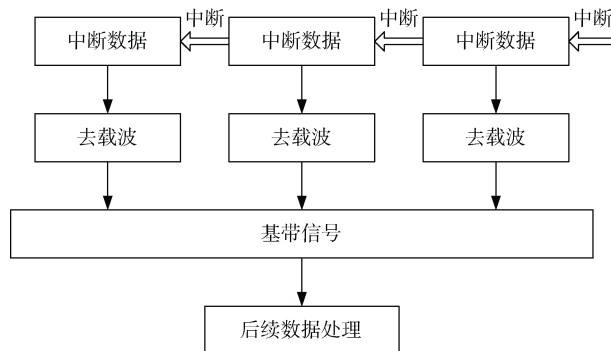 中断 中断 中断
中断数据 中断数据 中断数据
去载波 去载波 去载波
基带信号
后续数据处理